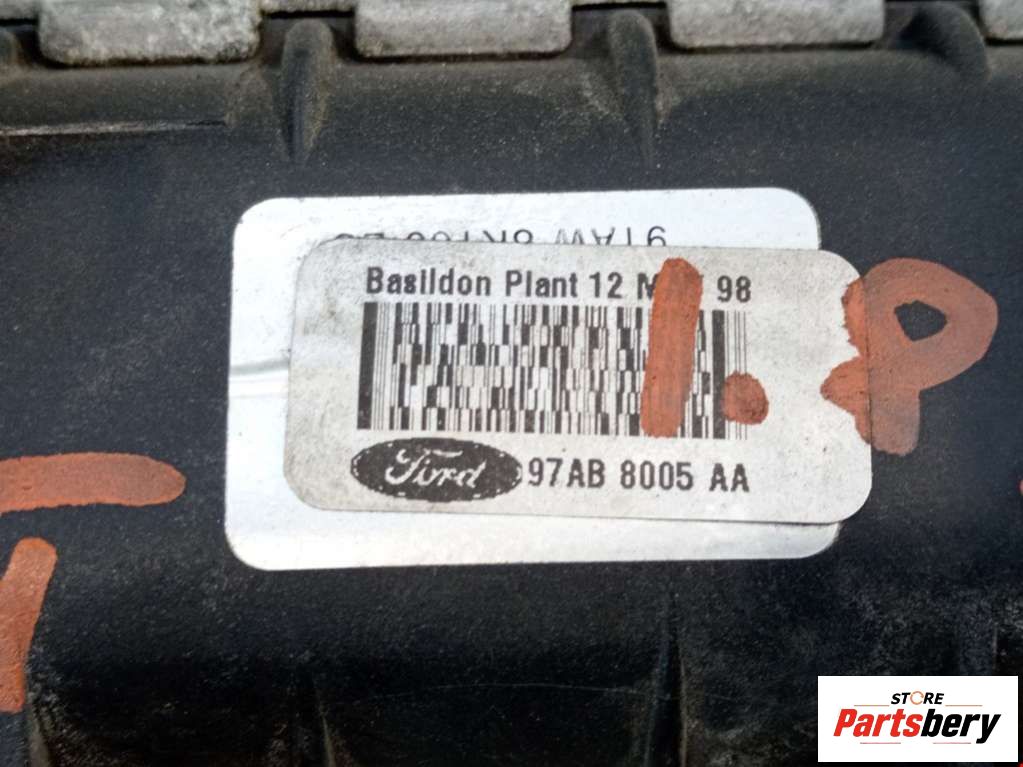 Basildon Plant 12 98
Ford 97AB 8005 AA
1.8
STORE
Partsbery